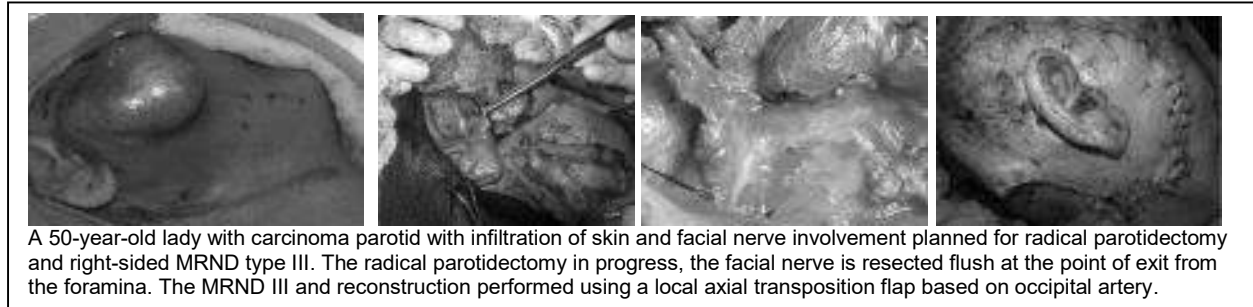 A 50-year-old lady with carcinoma parotid with infiltration of skin and facial nerve involvement planned for radical parotidectomy
and right-sided MRND type III. The radical parotidectomy in progress, the facial nerve is resected flush at the point of exit from
the foramina. The MRND III and reconstruction performed using a local axial transposition flap based on occipital artery.